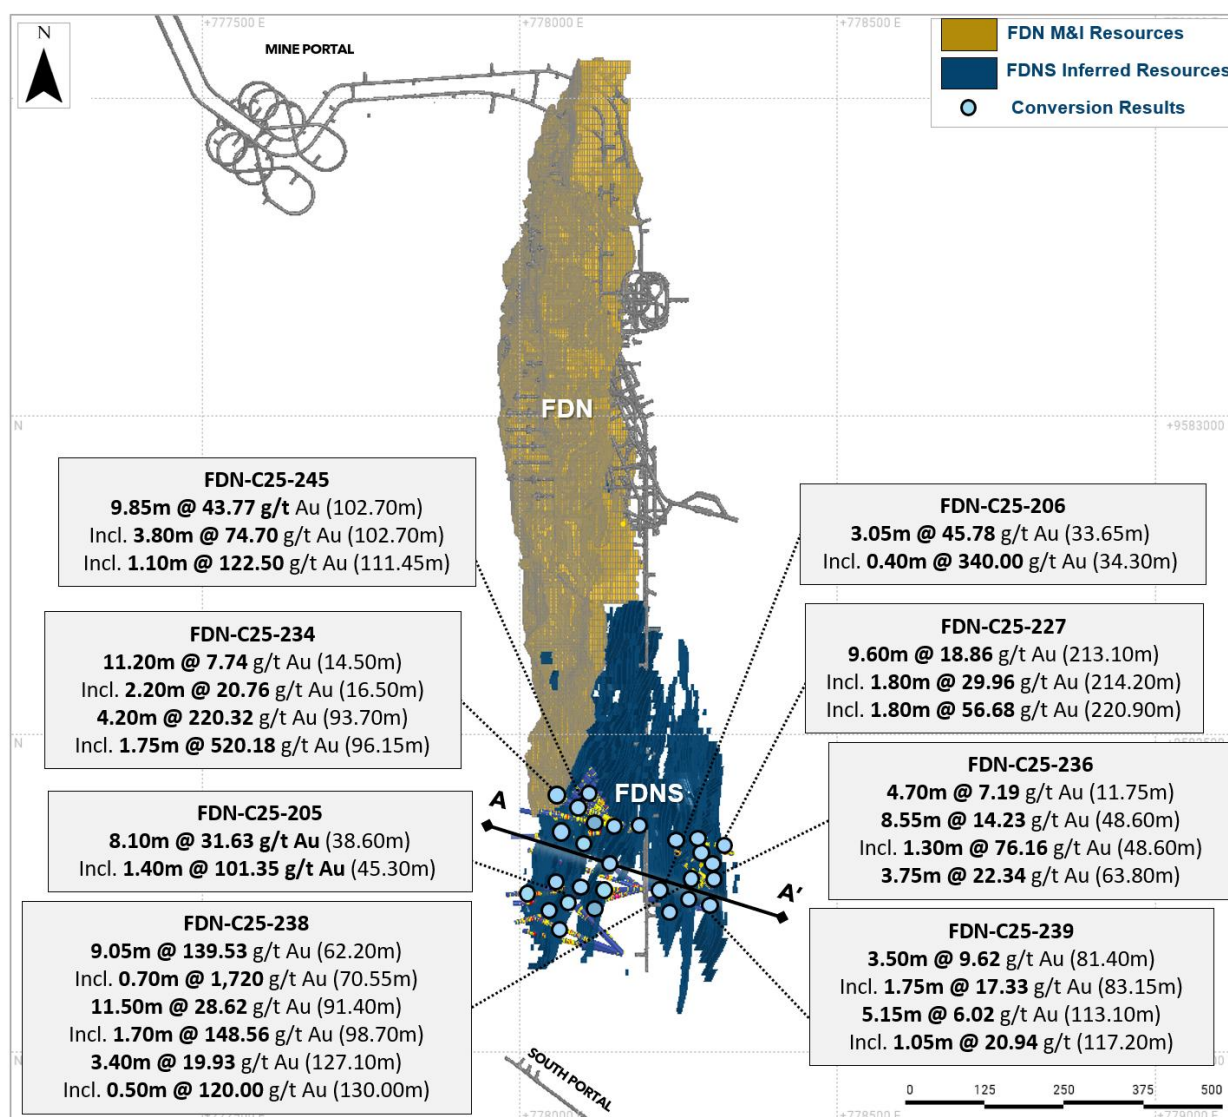 +777500 E
+778000 E
+778500 E
N
MINE PORTAL
FDN M&I Resources
FDNS Inferred Resources
Conversion Results
FDN
N
+9583000
FDN-C25-245
9.85m @ 43.77 g/t Au (102.70m)
Incl. 3.80m @ 74.70 g/t Au (102.70m)
Incl. 1.10m @ 122.50 g/t Au (111.45m)
FDN-C25-206
3.05m @ 45.78 g/t Au (33.65m)
Incl. 0.40m @ 340.00 g/t Au (34.30m)
FDN-C25-234
11.20m @ 7.74 g/t Au (14.50m)
Incl. 2.20m @ 20.76 g/t Au (16.50m)
4.20m @ 220.32 g/t Au (93.70m)
Incl. 1.75m @ 520.18 g/t Au (96.15m)
FDN-C25-227
9.60m @ 18.86 g/t Au (213.10m)
Incl. 1.80m @ 29.96 g/t Au (214.20m)
Incl. 1.80m @ 56.68 g/t Au (220.90m)
N
FDNS
FDN-C25-236
4.70m @ 7.19 g/t Au (11.75m)
8.55m @ 14.23 g/t Au (48.60m)
Incl. 1.30m @ 76.16 g/t Au (48.60m)
3.75m @ 22.34 g/t Au (63.80m)
A
A'
FDN-C25-205
8.10m @ 31.63 g/t Au (38.60m)
Incl. 1.40m @ 101.35 g/t Au (45.30m)
FDN-C25-238
9.05m @ 139.53 g/t Au (62.20m)
Incl. 0.70m @ 1,720 g/t Au (70.55m)
11.50m @ 28.62 g/t Au (91.40m)
Incl. 1.70m @ 148.56 g/t Au (98.70m)
3.40m @ 19.93 g/t Au (127.10m)
Incl. 0.50m @ 120.00 g/t Au (130.00m)
FDN-C25-239
3.50m @ 9.62 g/t Au (81.40m)
Incl. 1.75m @ 17.33 g/t Au (83.15m)
5.15m @ 6.02 g/t Au (113.10m)
Incl. 1.05m @ 20.94 g/t (117.20m)
N
SOUTH PORTAL
0 125 250 375 500
+778000 E
+778500 E
+779000 E